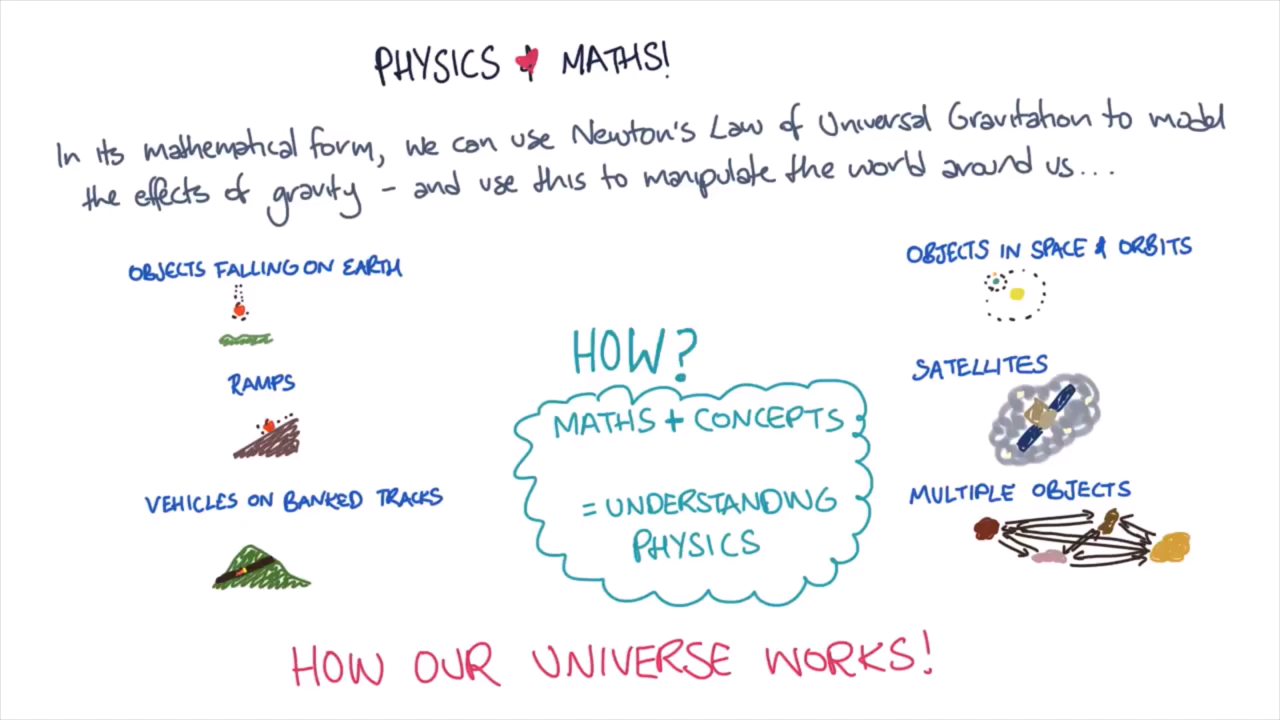 PHYSICS & MATHS!
In its mathematical form, we can use Newton's Law of Universal Gravitation to model
the effects of gravity - and use this to manipulate the world around us...
OBJECTS FALLING ON EARTH
RAMPS
VEHICLES ON BANKED TRACKS
HOW?
MATHS + CONCEPTS
= UNDERSTANDING
PHYSICS
OBJECTS IN SPACE & ORBITS
SATELLITES
MULTIPLE OBJECTS
HOW OUR UNIVERSE WORKS!